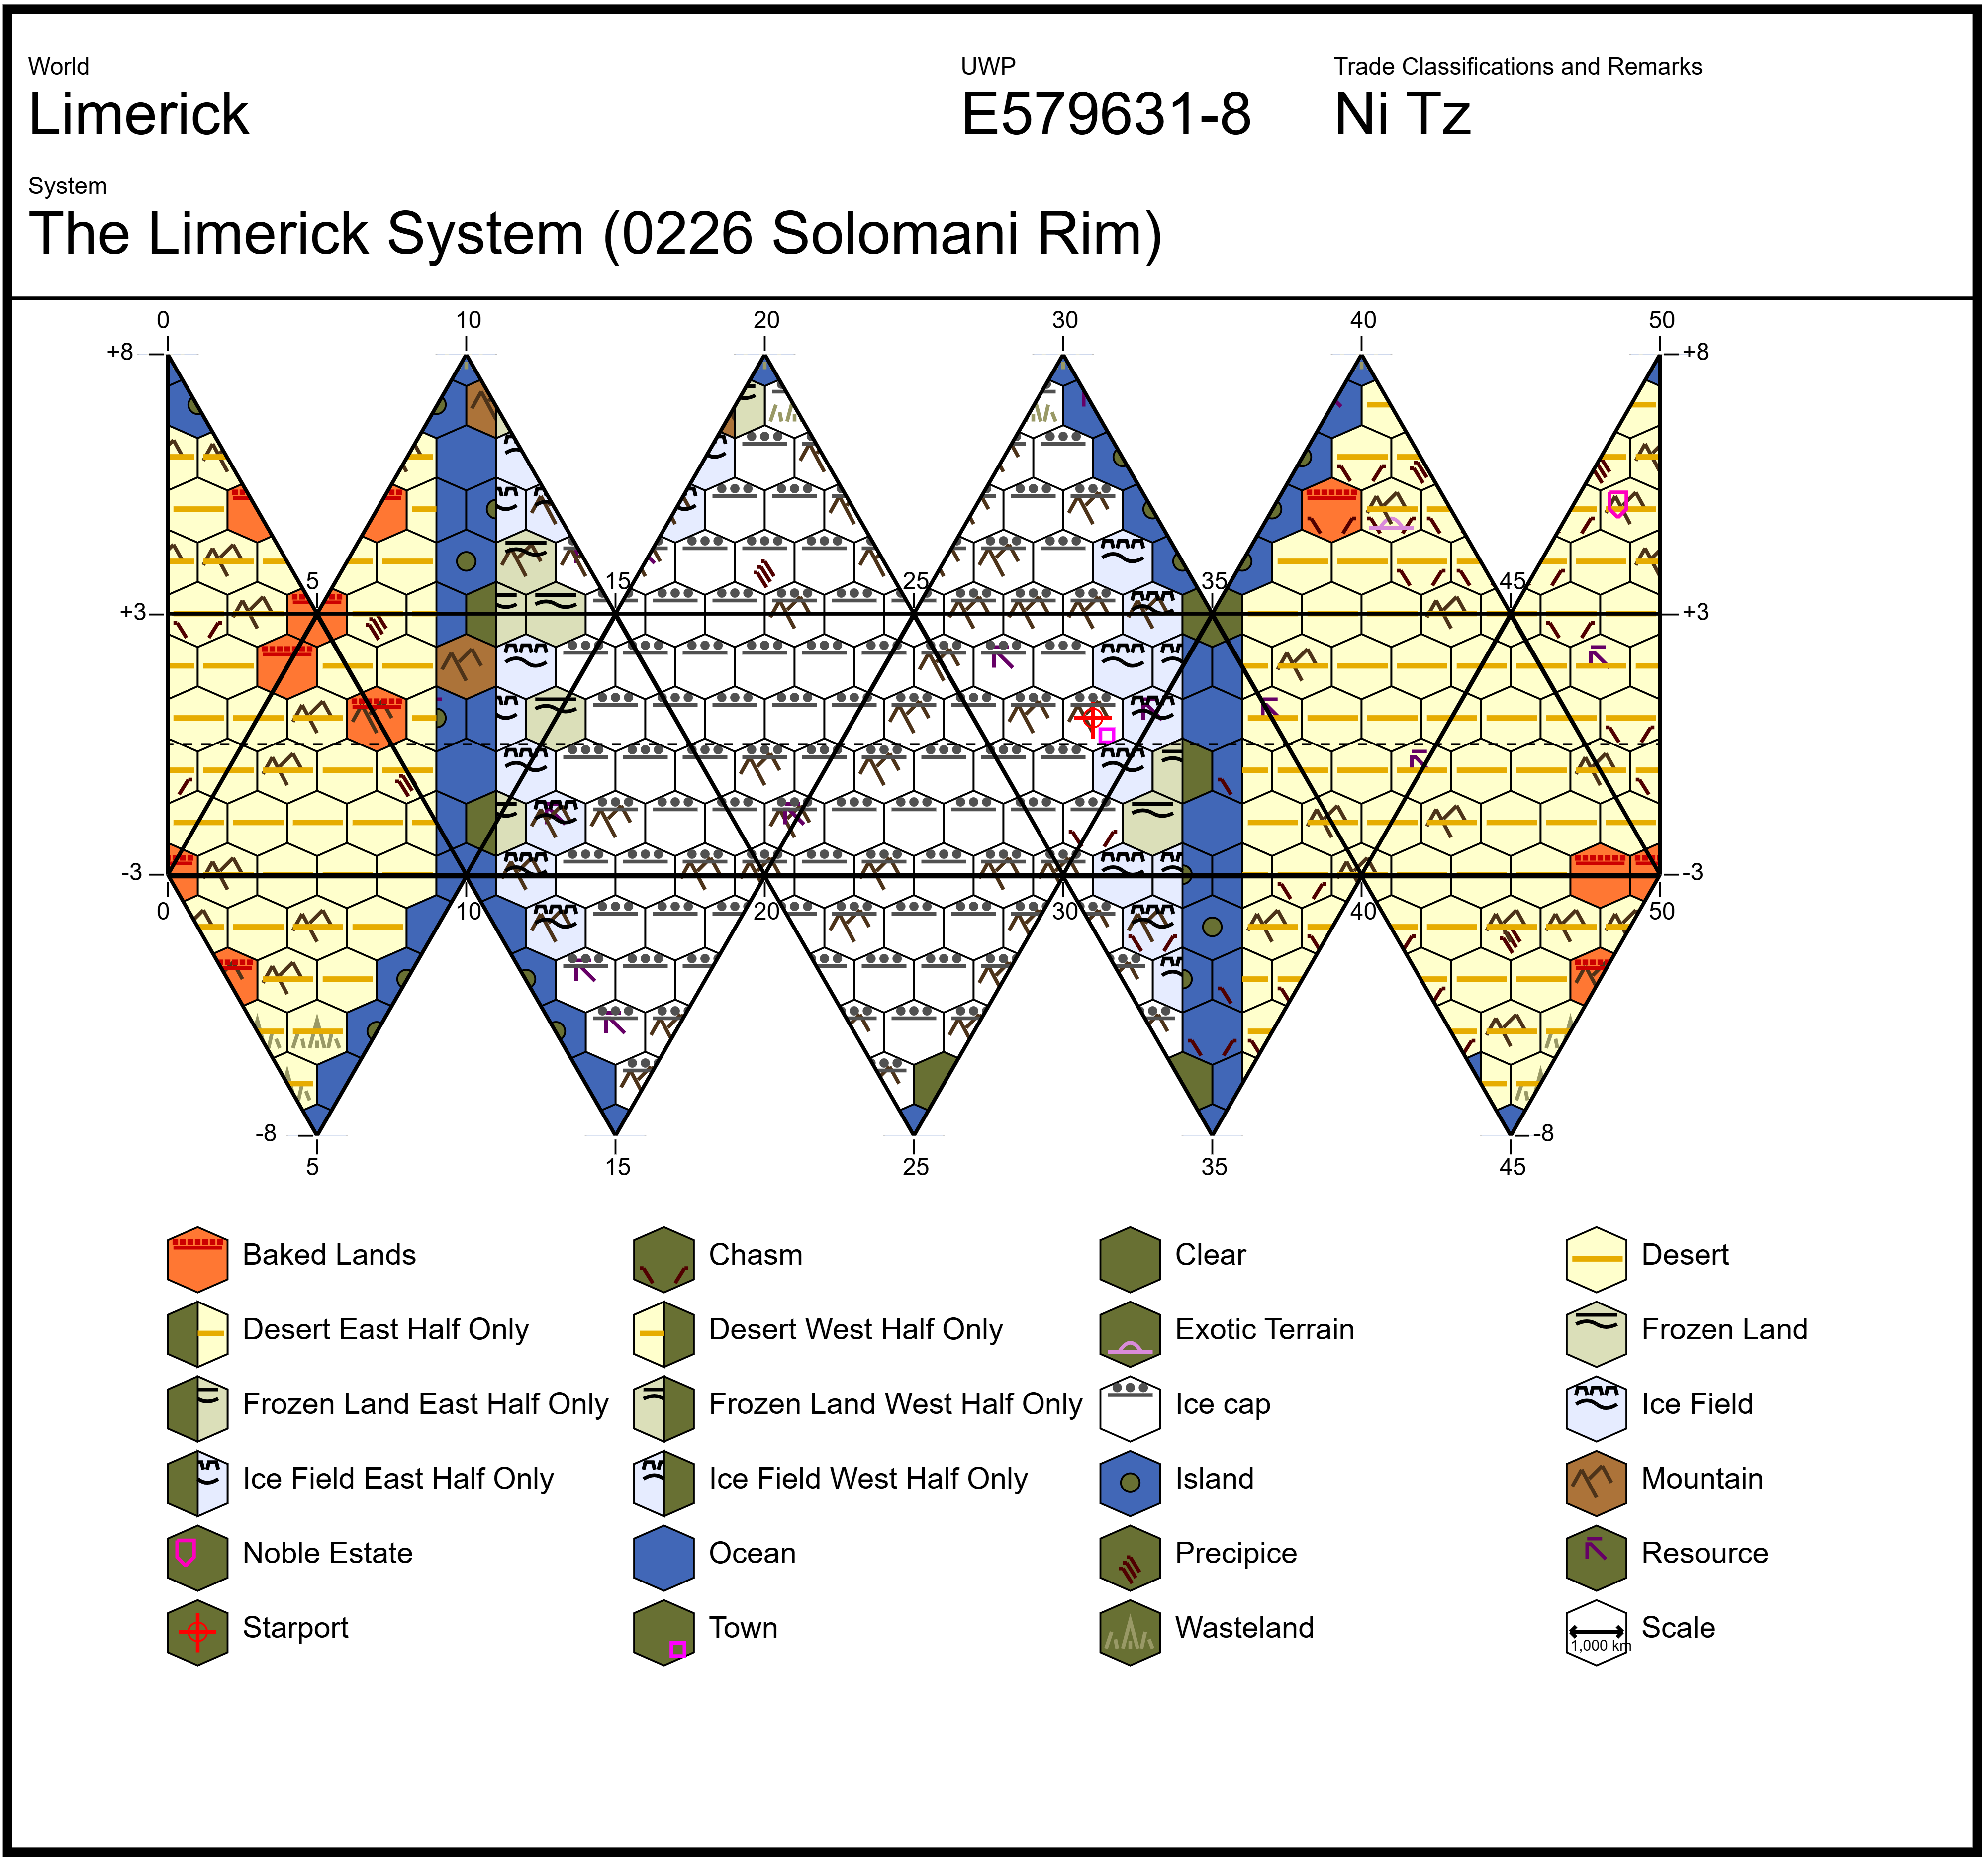 World
UWP
Trade Classifications and Remarks
Limerick
E579631-8
Ni Tz
System
The Limerick System (0226 Solomani Rim)
0 10 20 30 40 50
+8 +8
5 15 25 35 45
+3 +3
-3 -3
0 10 20 30 40 50
-8 -8
5 15 25 35 45
Baked Lands
Chasm
Clear
Desert
Desert East Half Only
Desert West Half Only
Exotic Terrain
Frozen Land
Frozen Land East Half Only
Frozen Land West Half Only
Ice cap
Ice Field
Ice Field East Half Only
Ice Field West Half Only
Island
Mountain
Noble Estate
Ocean
Precipice
Resource
Starport
Town
Wasteland
1,000 km
Scale